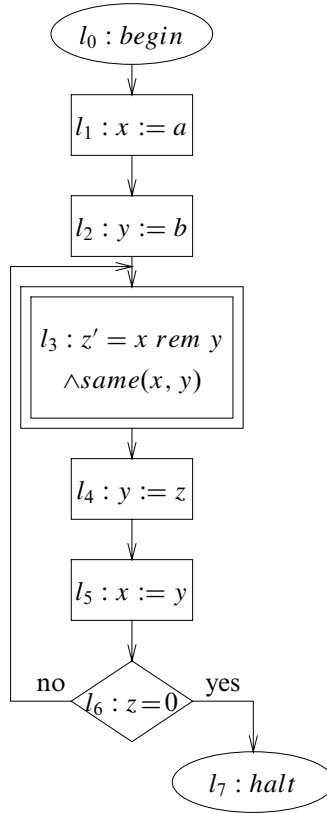 l₀ : begin
l₁ : x := a
l₂ : y := b
l₃ : z′ = x rem y
∧same(x, y)
l₄ : y := z
l₅ : x := y
no
l₆ : z=0
yes
l₇ : halt